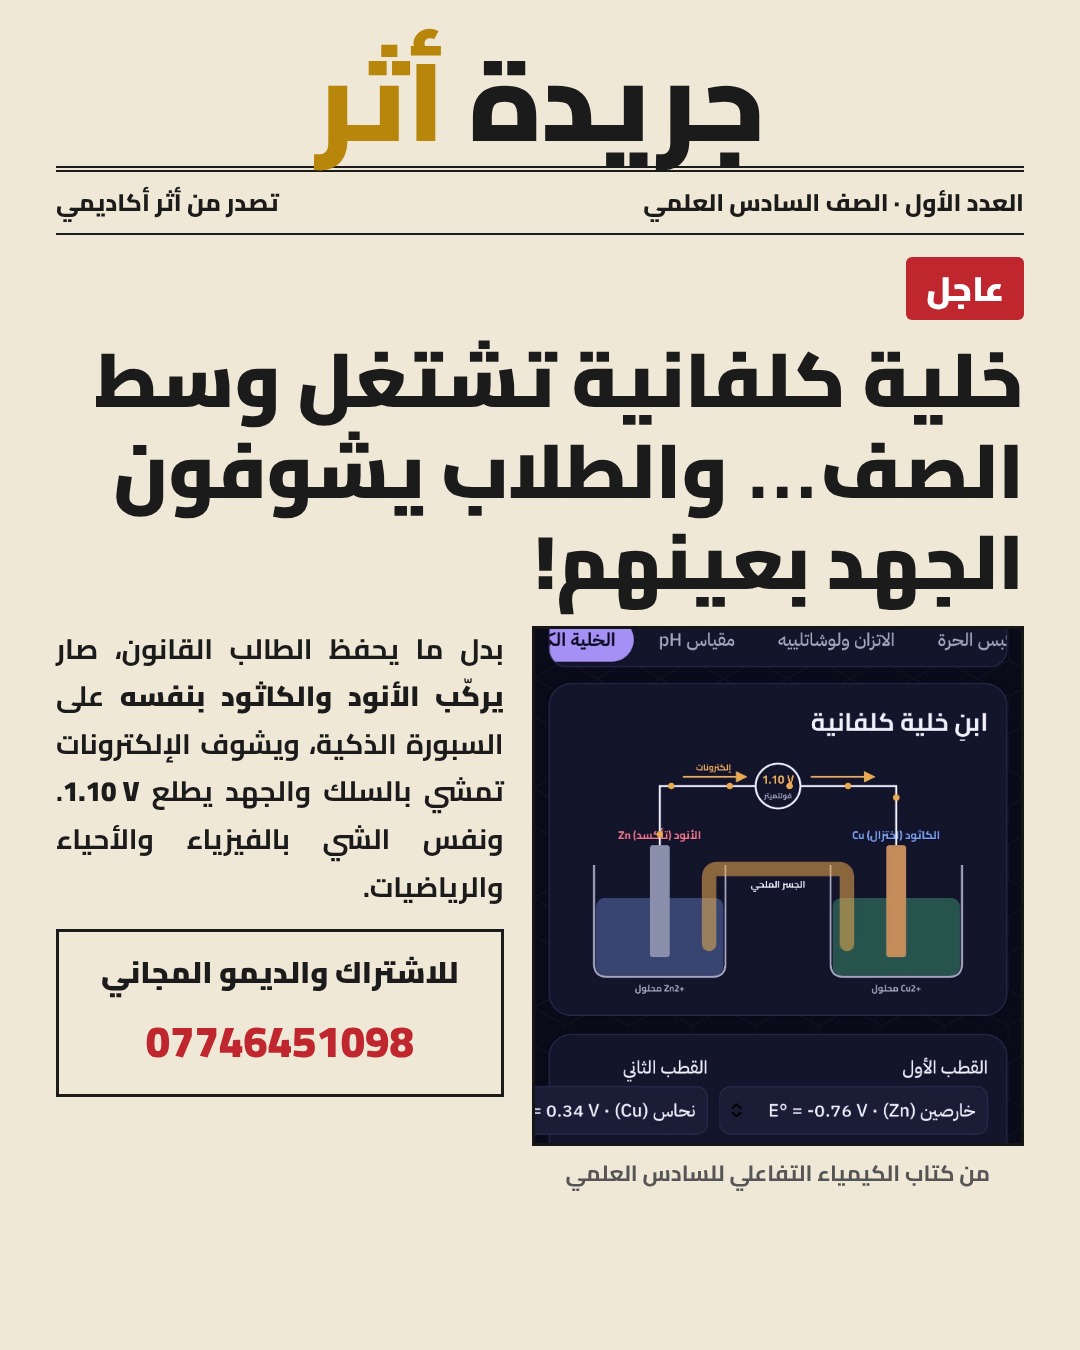 جريدة أثر
العدد الأول · الصف السادس العلمي
تصدر من أثر أكاديمي
عاجل
خلية كلفانية تشتغل وسط
الصف... والطلاب يشوفون
الجهد بعينهم!
الحرة
الاتزان ولوشاتلييه
مقياس pH
الخلية
ابنِ خلية كلفانية
إلكترونات
1.10 V
فولتميتر
الكاثود (اختزال) Cu
الأنود (تأكسد) Zn
الجسر الملحي
محلول Cu2+
محلول Zn2+
القطب الأول
القطب الثاني
خارصين (Zn) · E° = -0.76 V
نحاس (Cu) · = 0.34 V
من كتاب الكيمياء التفاعلي للسادس العلمي
بدل ما يحفظ الطالب القانون، صار
يركّب الأنود والكاثود بنفسه على
السبورة الذكية، ويشوف الإلكترونات
تمشي بالسلك والجهد يطلع 1.10 V.
ونفس الشي بالفيزياء والأحياء
والرياضيات.
للاشتراك والديمو المجاني
07746451098